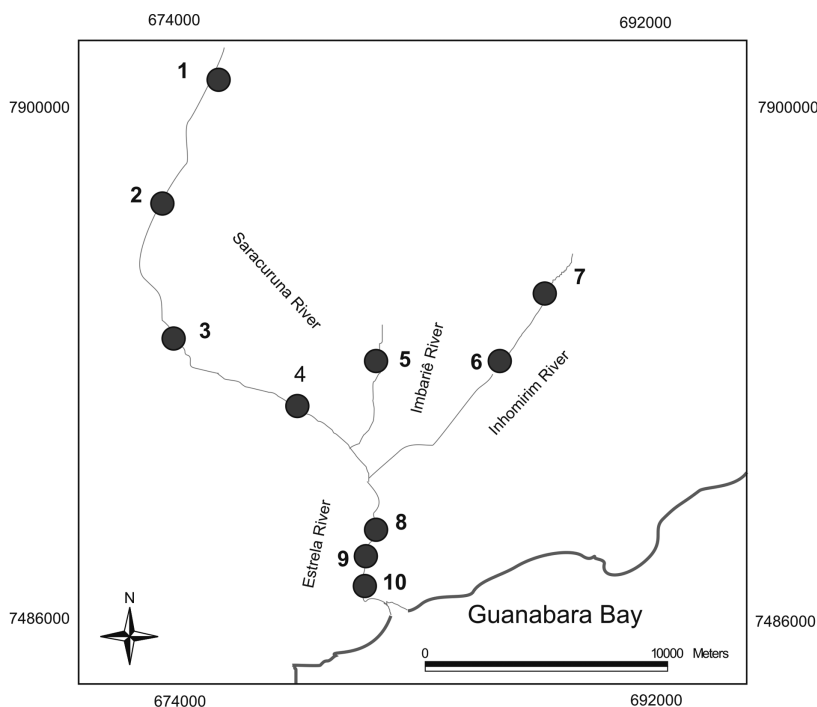 674000
692000
1
7900000
7900000
2
Saracuruna River
7
3
5
6
Imbariê River
4
Inhomirim River
8
Estrela River
9
10
N
Guanabara Bay
7486000
7486000
0
10000 Meters
674000
692000